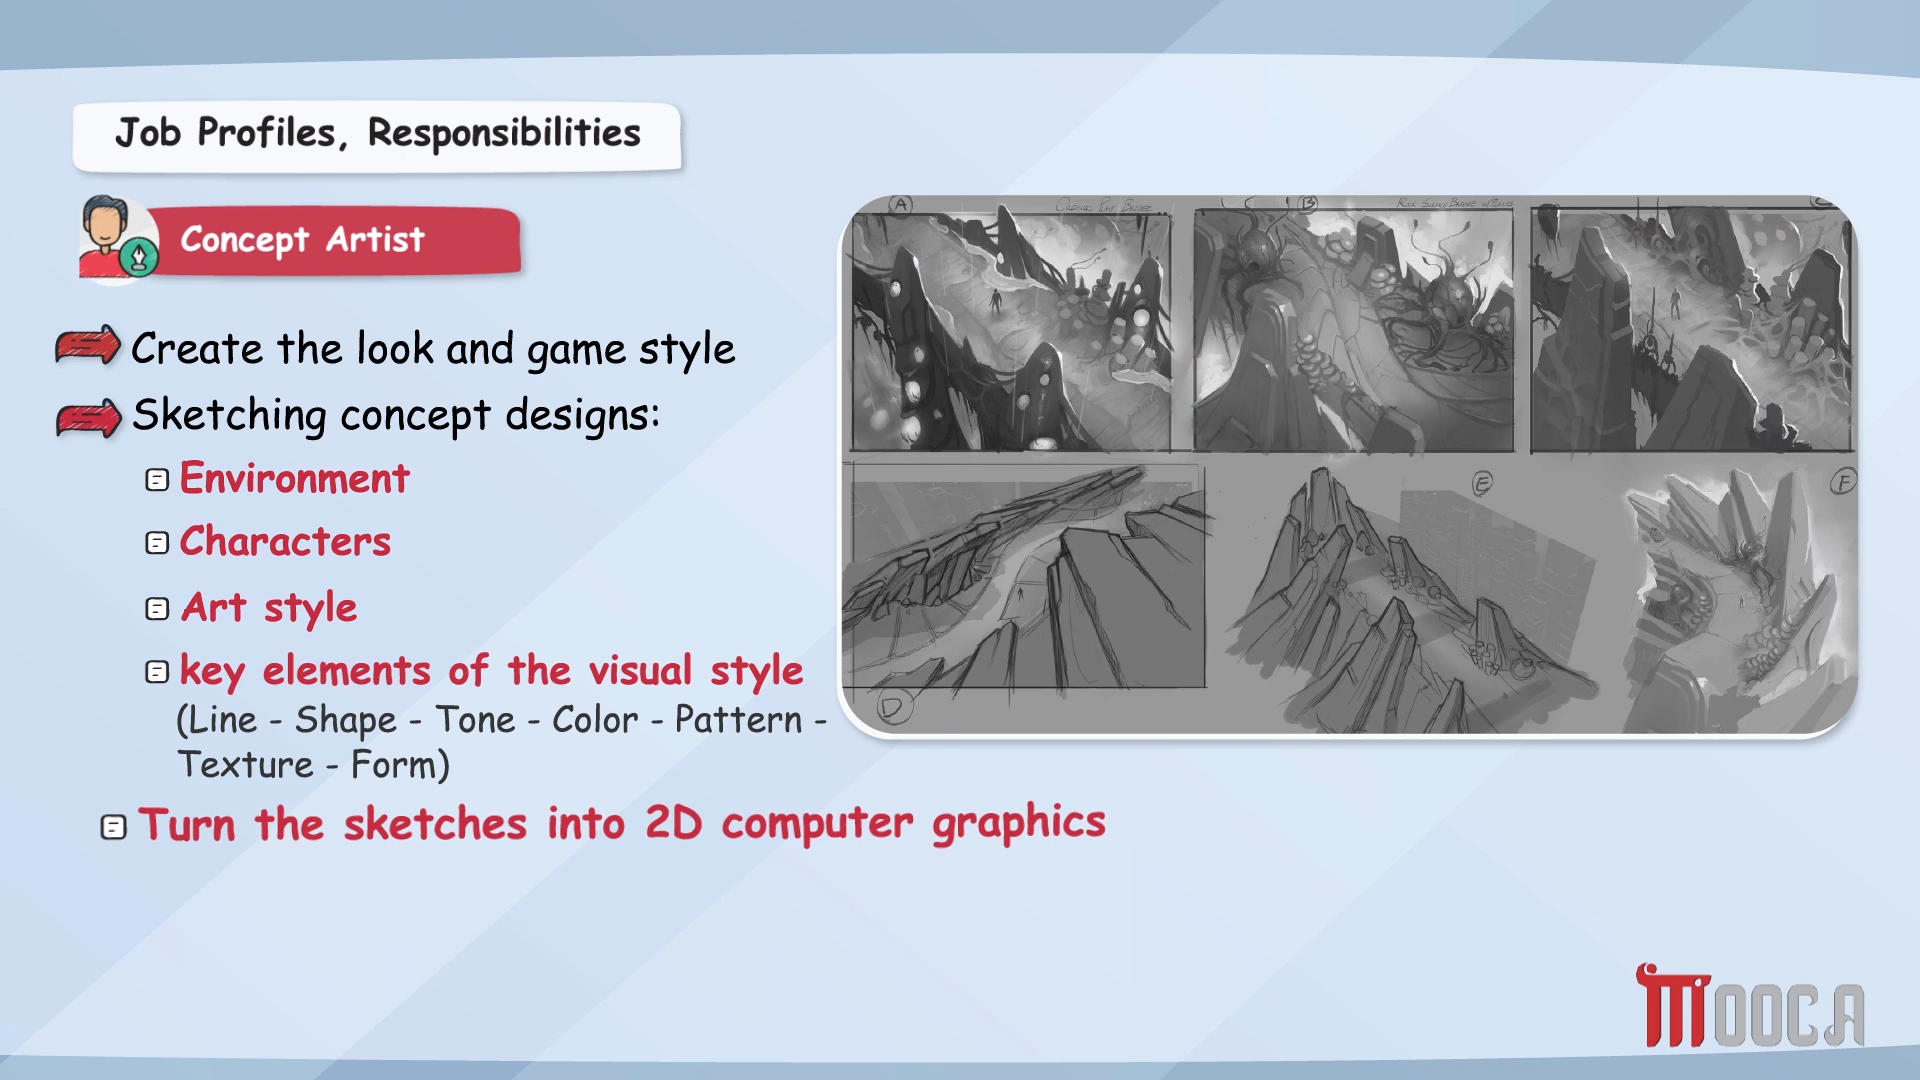 Job Profiles, Responsibilities
Concept Artist
Create the look and game style
Sketching concept designs:
Environment
Characters
Art style
key elements of the visual style
(Line - Shape - Tone - Color - Pattern -
Texture - Form)
Turn the sketches into 2D computer graphics
A
B
D
E
F
MOOCA